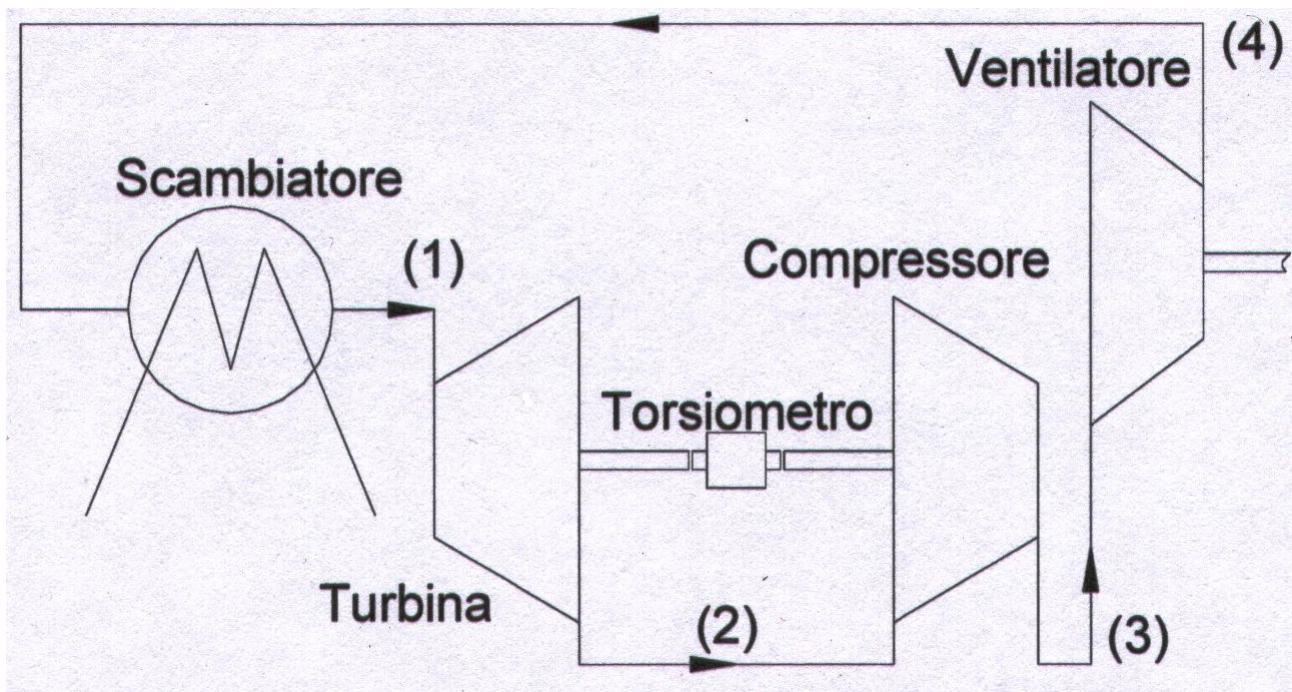 (4)
Ventilatore
Scambiatore
(1)
Compressore
Torsiometro
Turbina
(2)
(3)